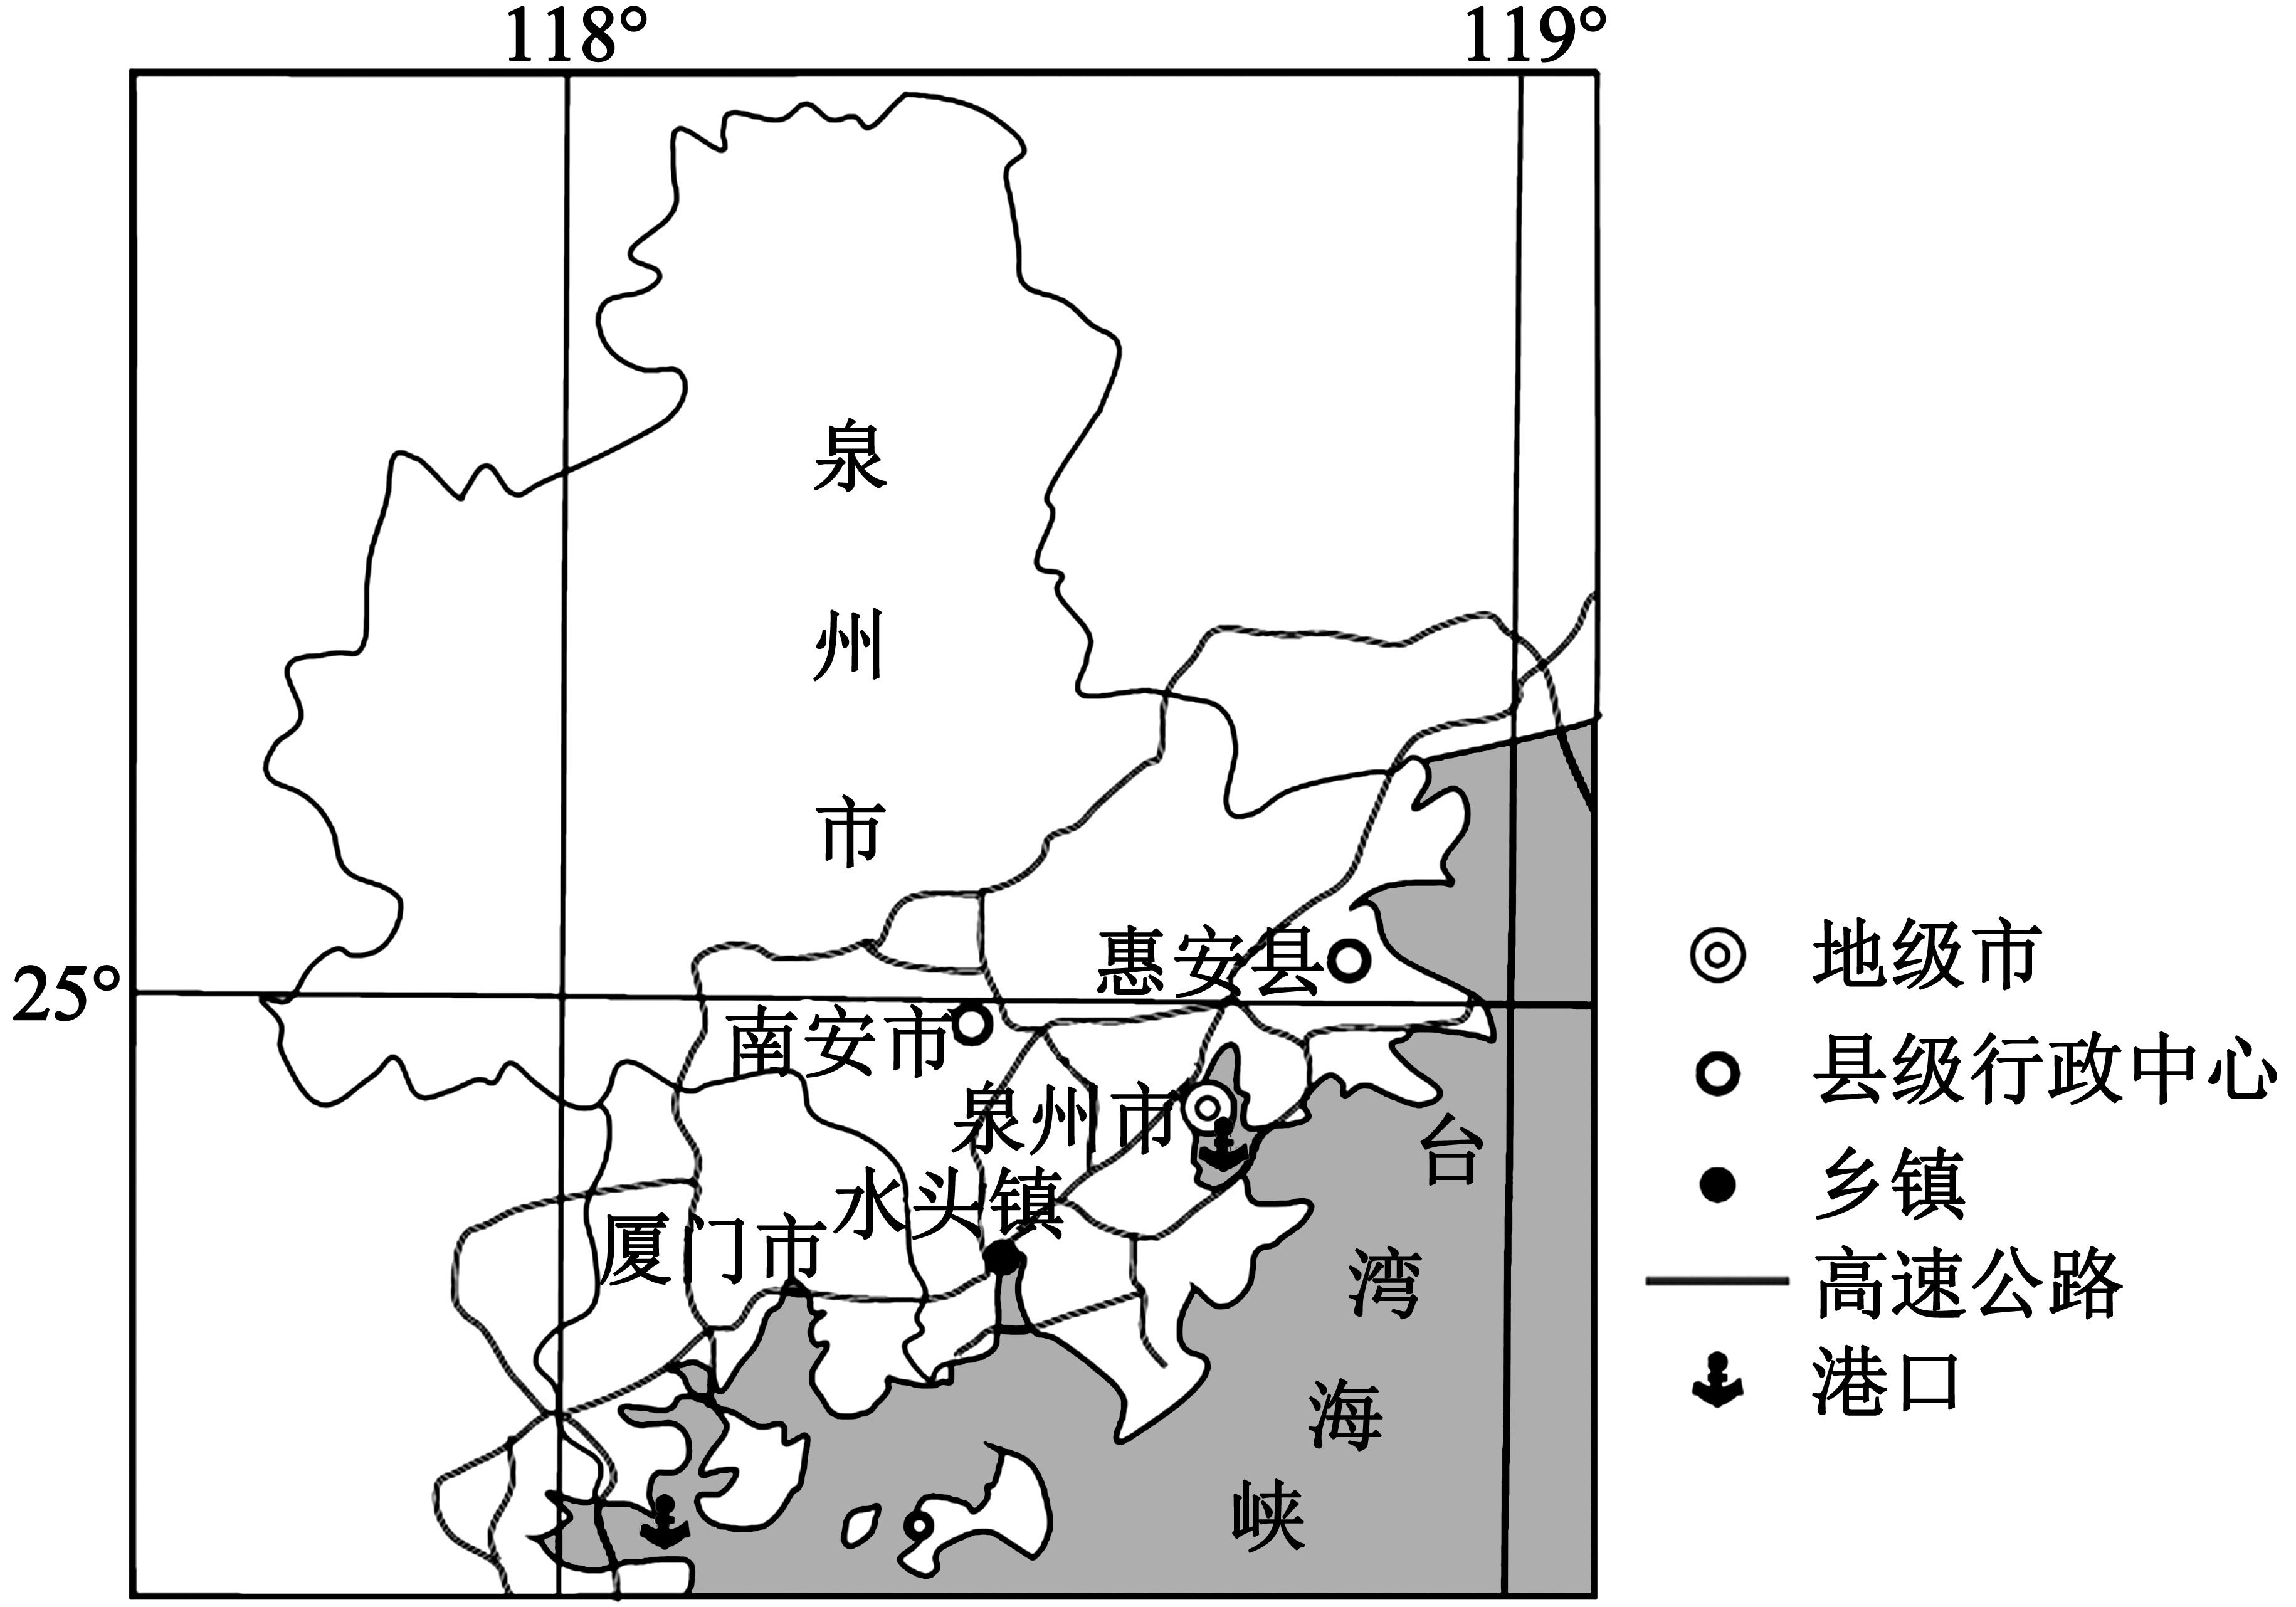 118°
119°
25°
泉州市
惠安县
南安市
泉州市
水头镇
厦门市
台湾海峡
地级市
县级行政中心
乡镇
高速公路
港口